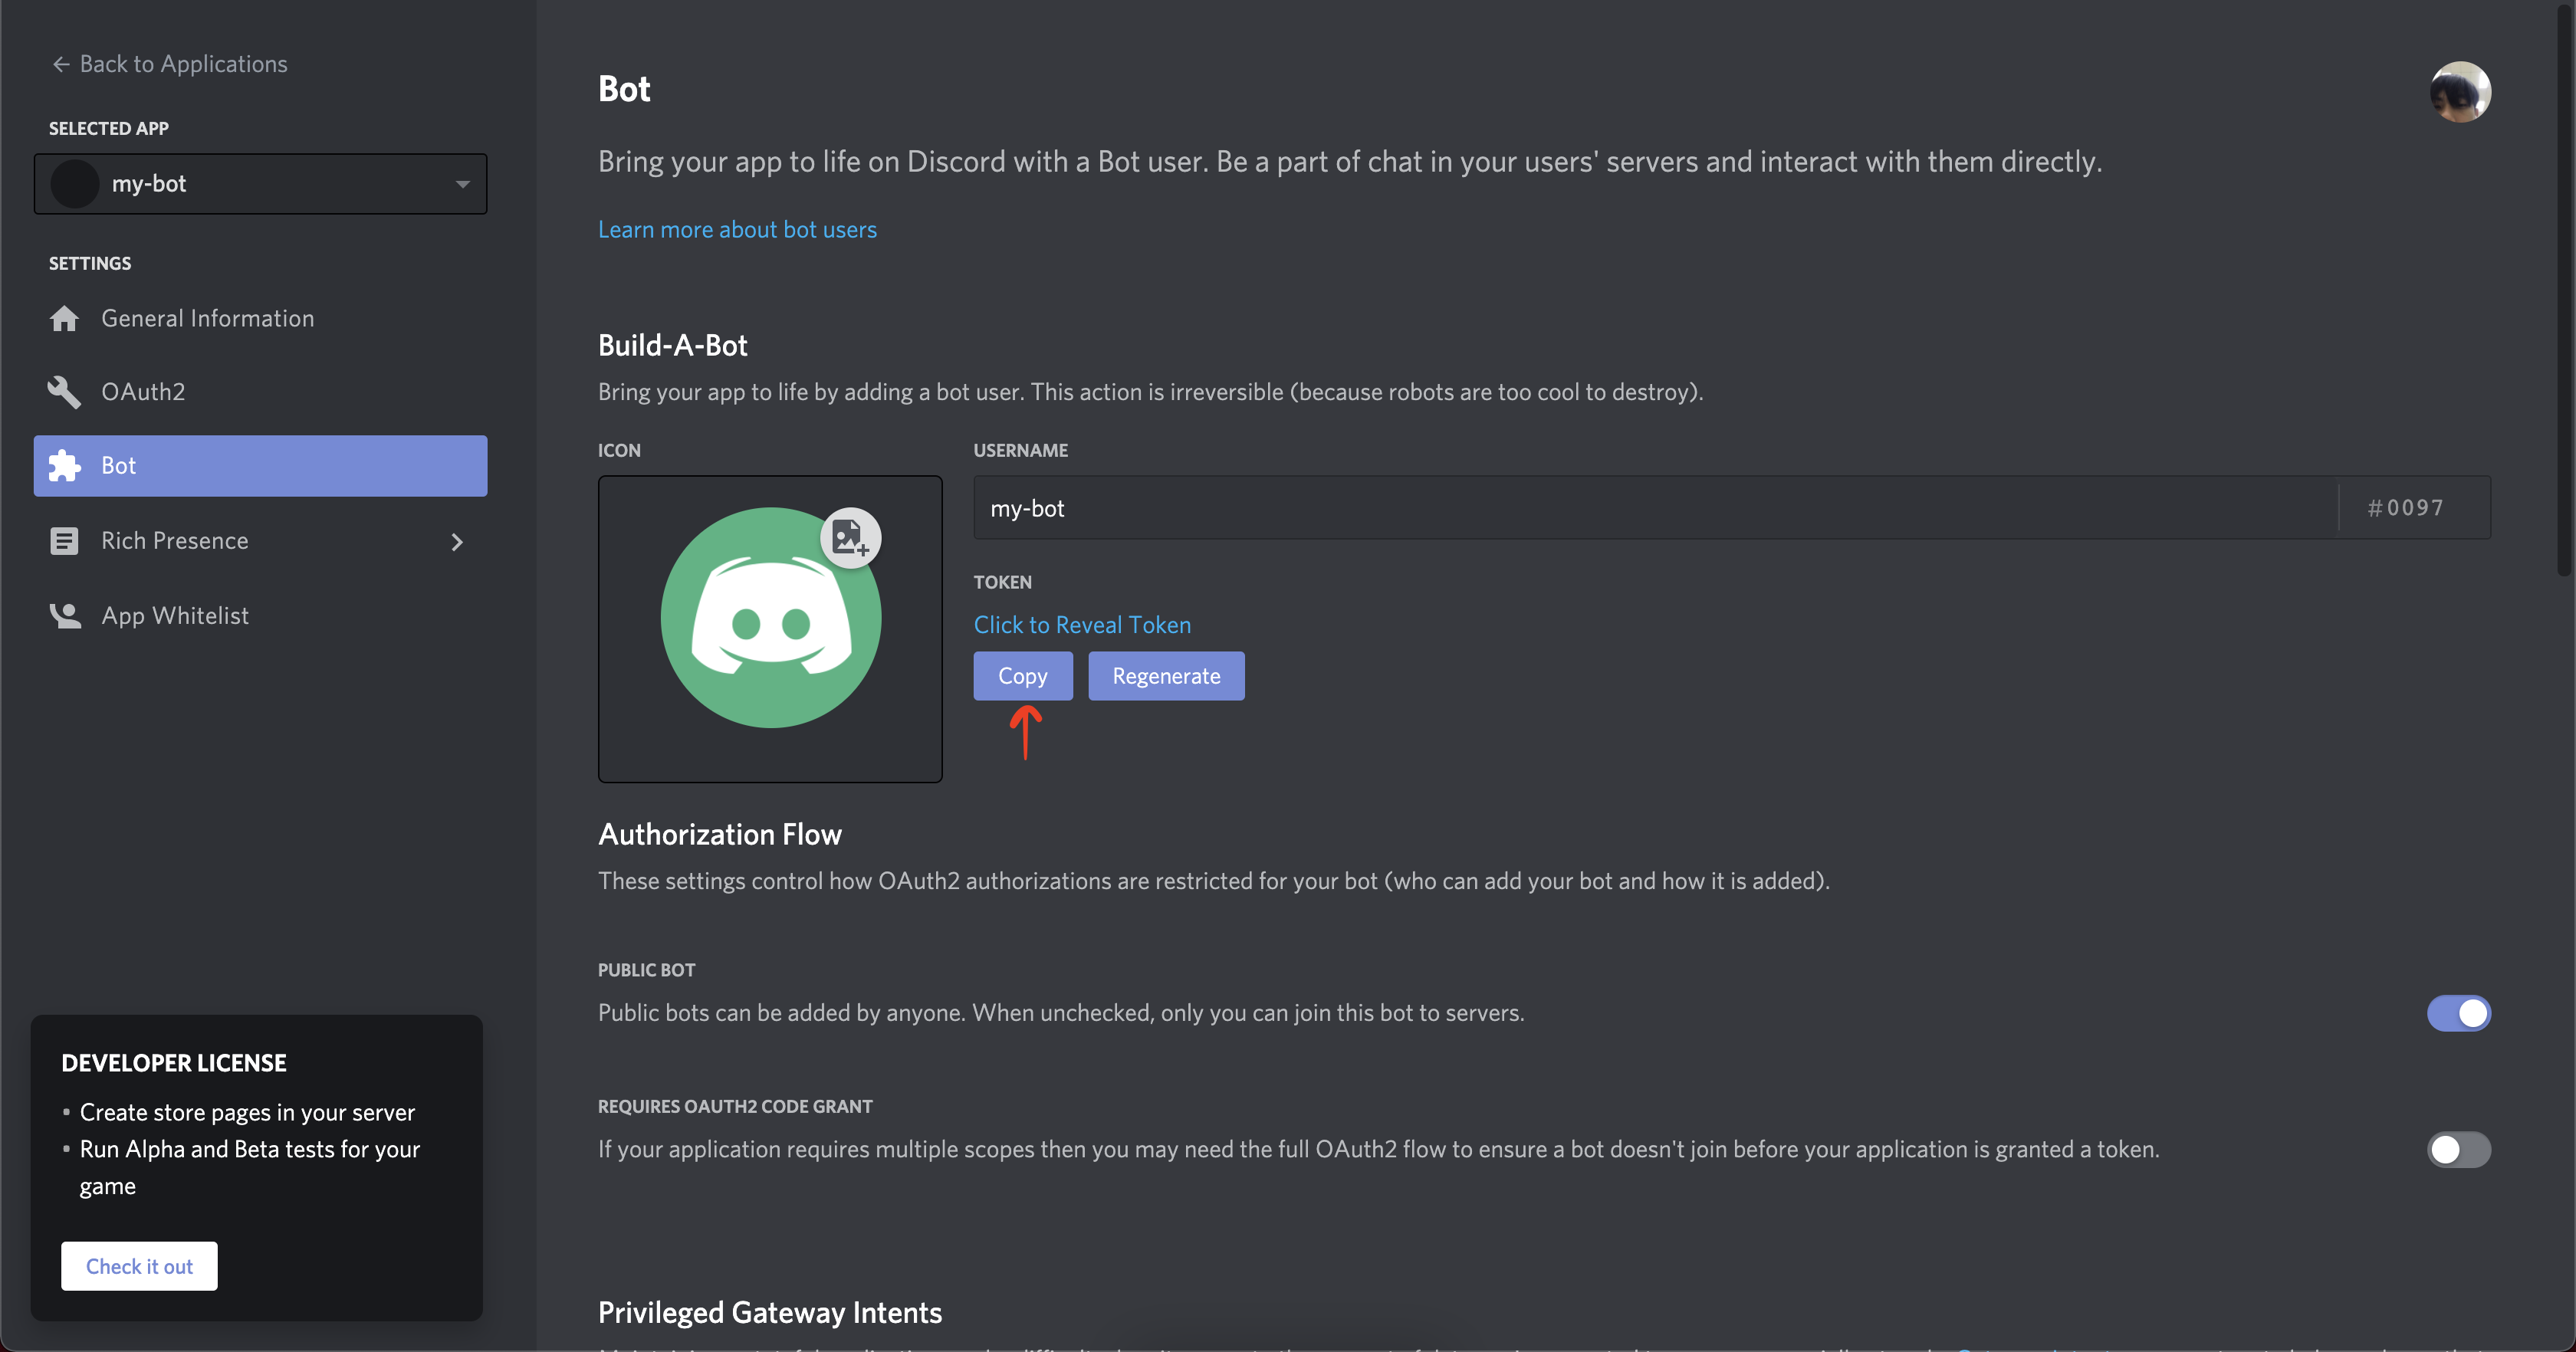 Back to Applications
SELECTED APP
my-bot
SETTINGS
General Information
OAuth2
Bot
Rich Presence
App Whitelist
DEVELOPER LICENSE
• Create store pages in your server
• Run Alpha and Beta tests for your
game
Check it out
Bot
Bring your app to life on Discord with a Bot user. Be a part of chat in your users' servers and interact with them directly.
Learn more about bot users
Build-A-Bot
Bring your app to life by adding a bot user. This action is irreversible (because robots are too cool to destroy).
ICON
USERNAME
my-bot #0097
TOKEN
Click to Reveal Token
Copy Regenerate
Authorization Flow
These settings control how OAuth2 authorizations are restricted for your bot (who can add your bot and how it is added).
PUBLIC BOT
Public bots can be added by anyone. When unchecked, only you can join this bot to servers.
REQUIRES OAUTH2 CODE GRANT
If your application requires multiple scopes then you may need the full OAuth2 flow to ensure a bot doesn't join before your application is granted a token.
Privileged Gateway Intents